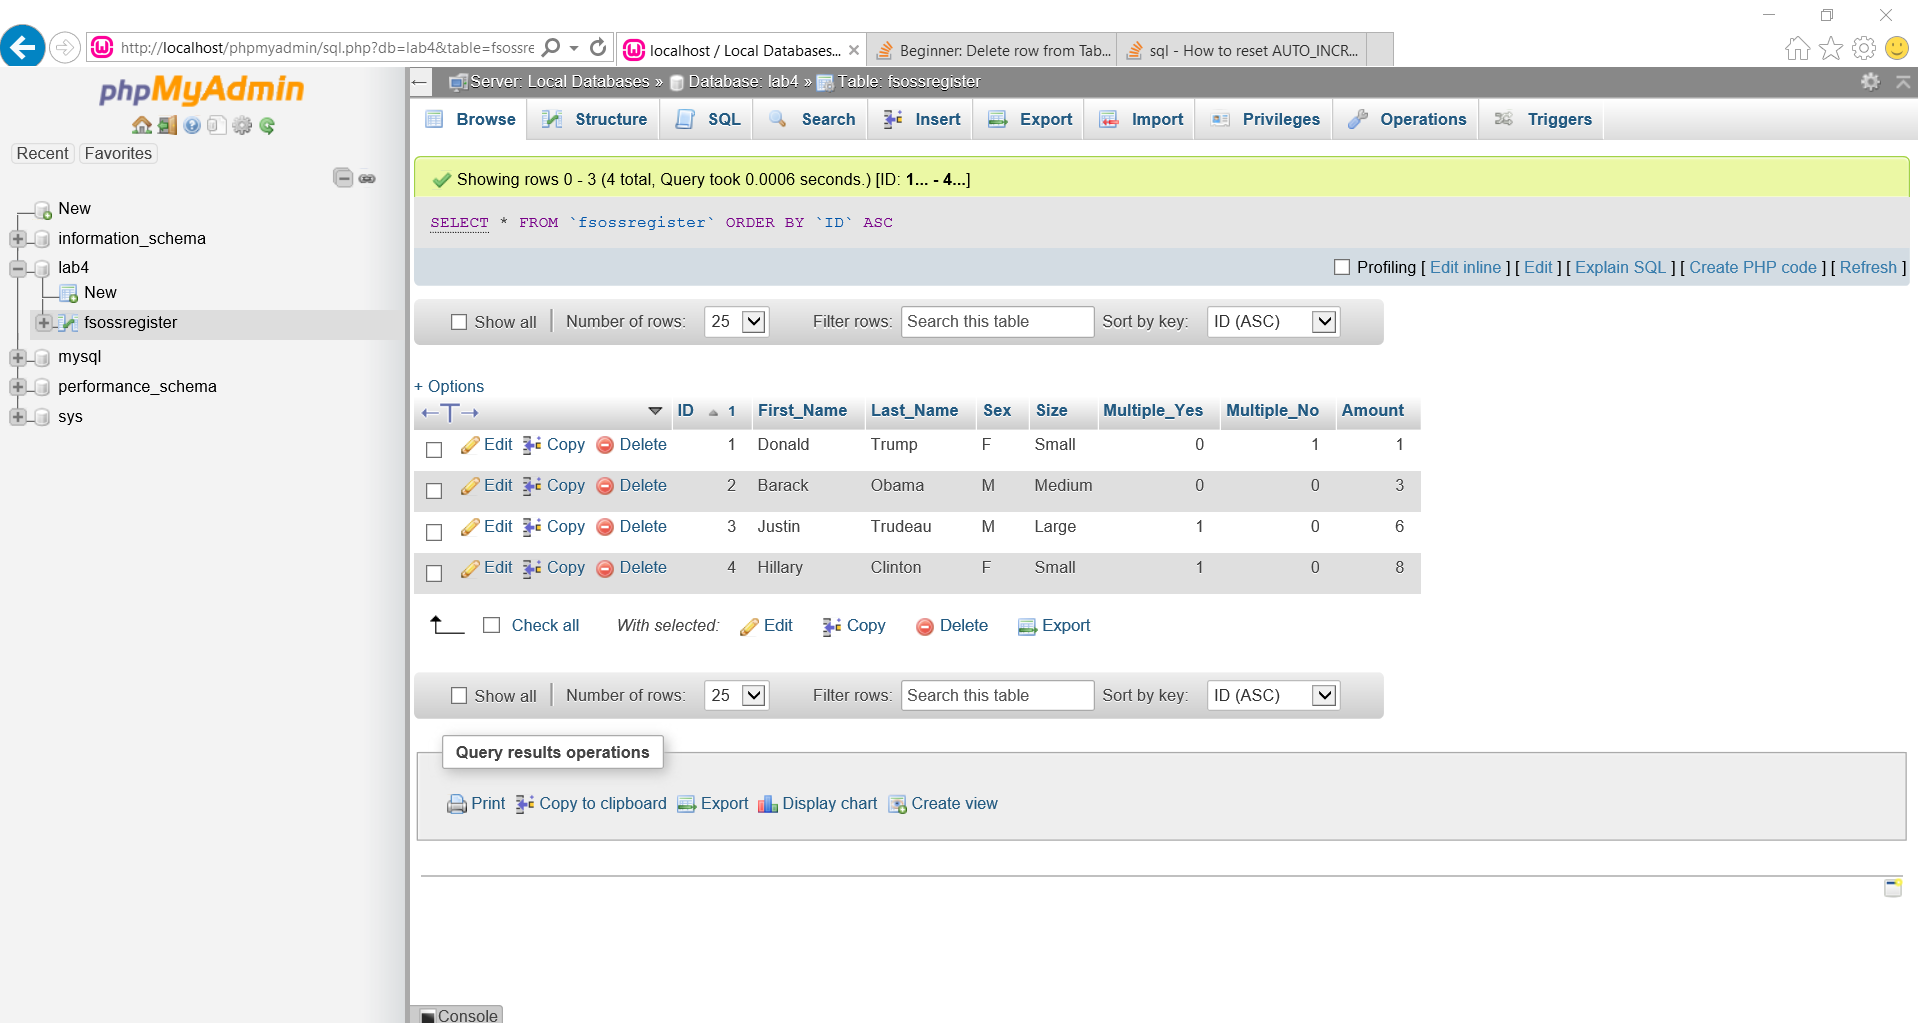 http://localhost/phpmyadmin/sql.php?db=lab4&table=fsossre
localhost / Local Databases...
Beginner: Delete row from Tab...
sql - How to reset AUTO_INCR...
phpMyAdmin
Recent Favorites
New
information_schema
lab4
New
fsossregister
mysql
performance_schema
sys
Server: Local Databases » Database: lab4 » Table: fsossregister
Browse Structure SQL Search Insert Export Import Privileges Operations Triggers
Showing rows 0 - 3 (4 total, Query took 0.0006 seconds.) [ID: 1... - 4...]
SELECT * FROM `fsossregister` ORDER BY `ID` ASC
Profiling [ Edit inline ] [ Edit ] [ Explain SQL ] [ Create PHP code ] [ Refresh ]
Show all Number of rows: 25 Filter rows: Search this table Sort by key: ID (ASC)
+ Options
←T→ ID 1 First_Name Last_Name Sex Size Multiple_Yes Multiple_No Amount
Edit Copy Delete 1 Donald Trump F Small 0 1 1
Edit Copy Delete 2 Barack Obama M Medium 0 0 3
Edit Copy Delete 3 Justin Trudeau M Large 1 0 6
Edit Copy Delete 4 Hillary Clinton F Small 1 0 8
Check all With selected: Edit Copy Delete Export
Show all Number of rows: 25 Filter rows: Search this table Sort by key: ID (ASC)
Query results operations
Print Copy to clipboard Export Display chart Create view
Console